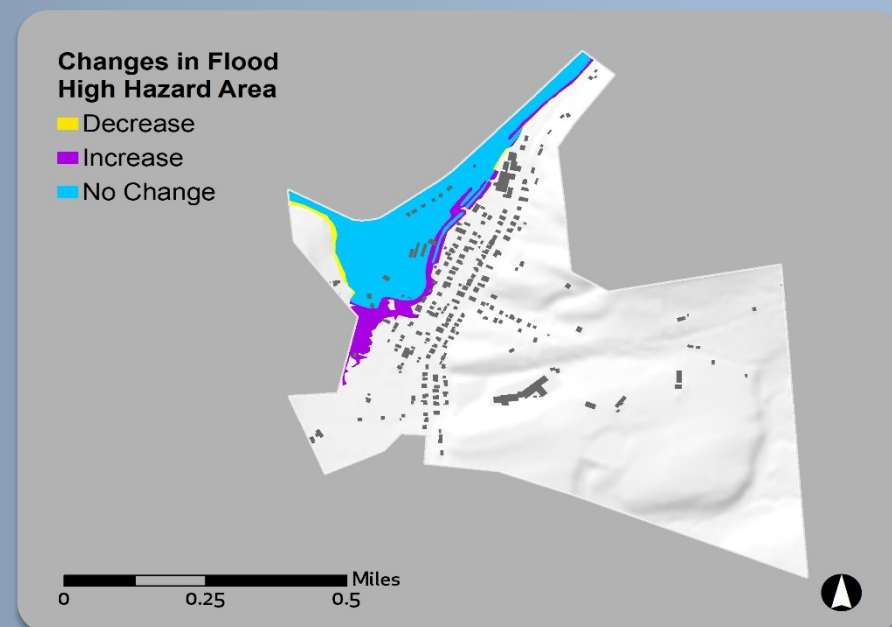 Changes in Flood
High Hazard Area
Decrease
Increase
No Change
Miles
0 0.25 0.5